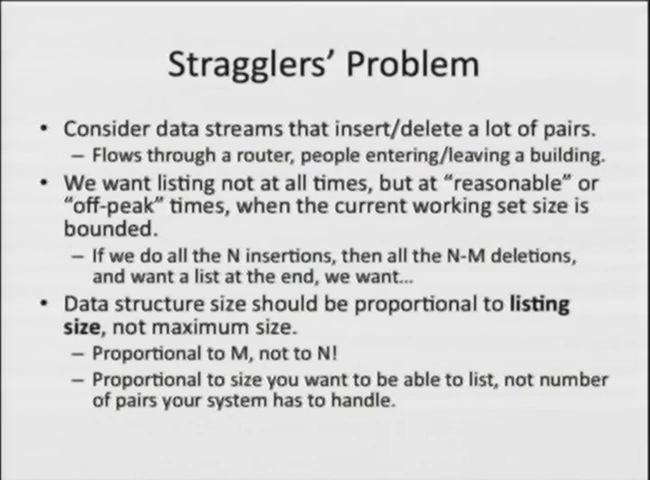 Stragglers' Problem
• Consider data streams that insert/delete a lot of pairs.
– Flows through a router, people entering/leaving a building.
• We want listing not at all times, but at "reasonable" or
"off-peak" times, when the current working set size is
bounded.
– If we do all the N insertions, then all the N-M deletions,
and want a list at the end, we want...
• Data structure size should be proportional to listing
size, not maximum size.
– Proportional to M, not to N!
– Proportional to size you want to be able to list, not number
of pairs your system has to handle.